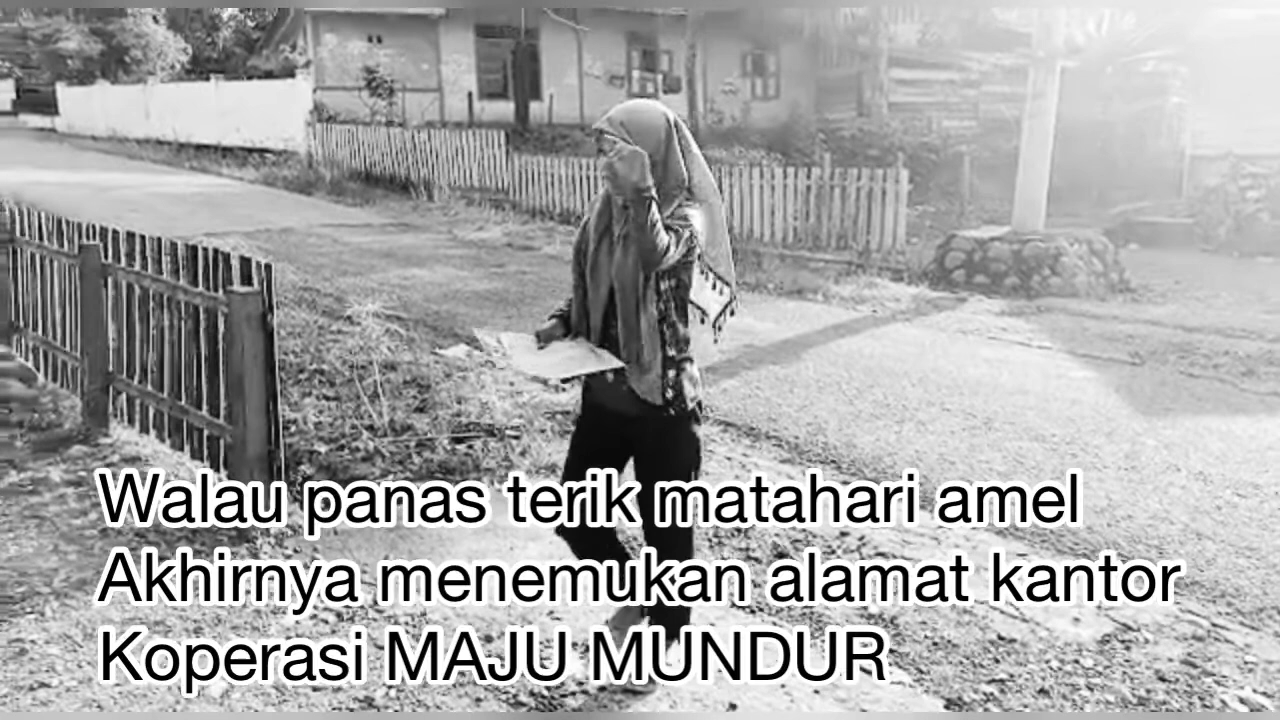 Walau panas terik matahari amel
Akhirnya menemukan alamat kantor
Koperasi MAJU MUNDUR